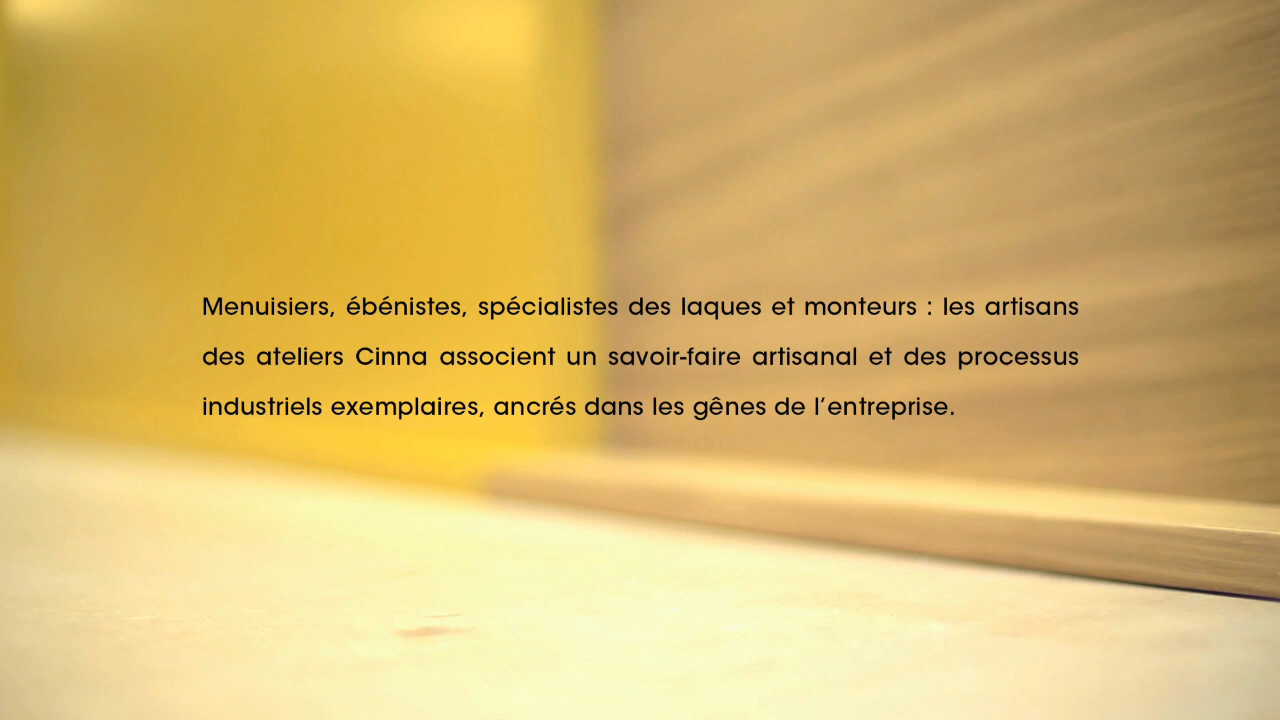 Menuisiers, ébénistes, spécialistes des laques et monteurs : les artisans
des ateliers Cinna associent un savoir-faire artisanal et des processus
industriels exemplaires, ancrés dans les gênes de l’entreprise.